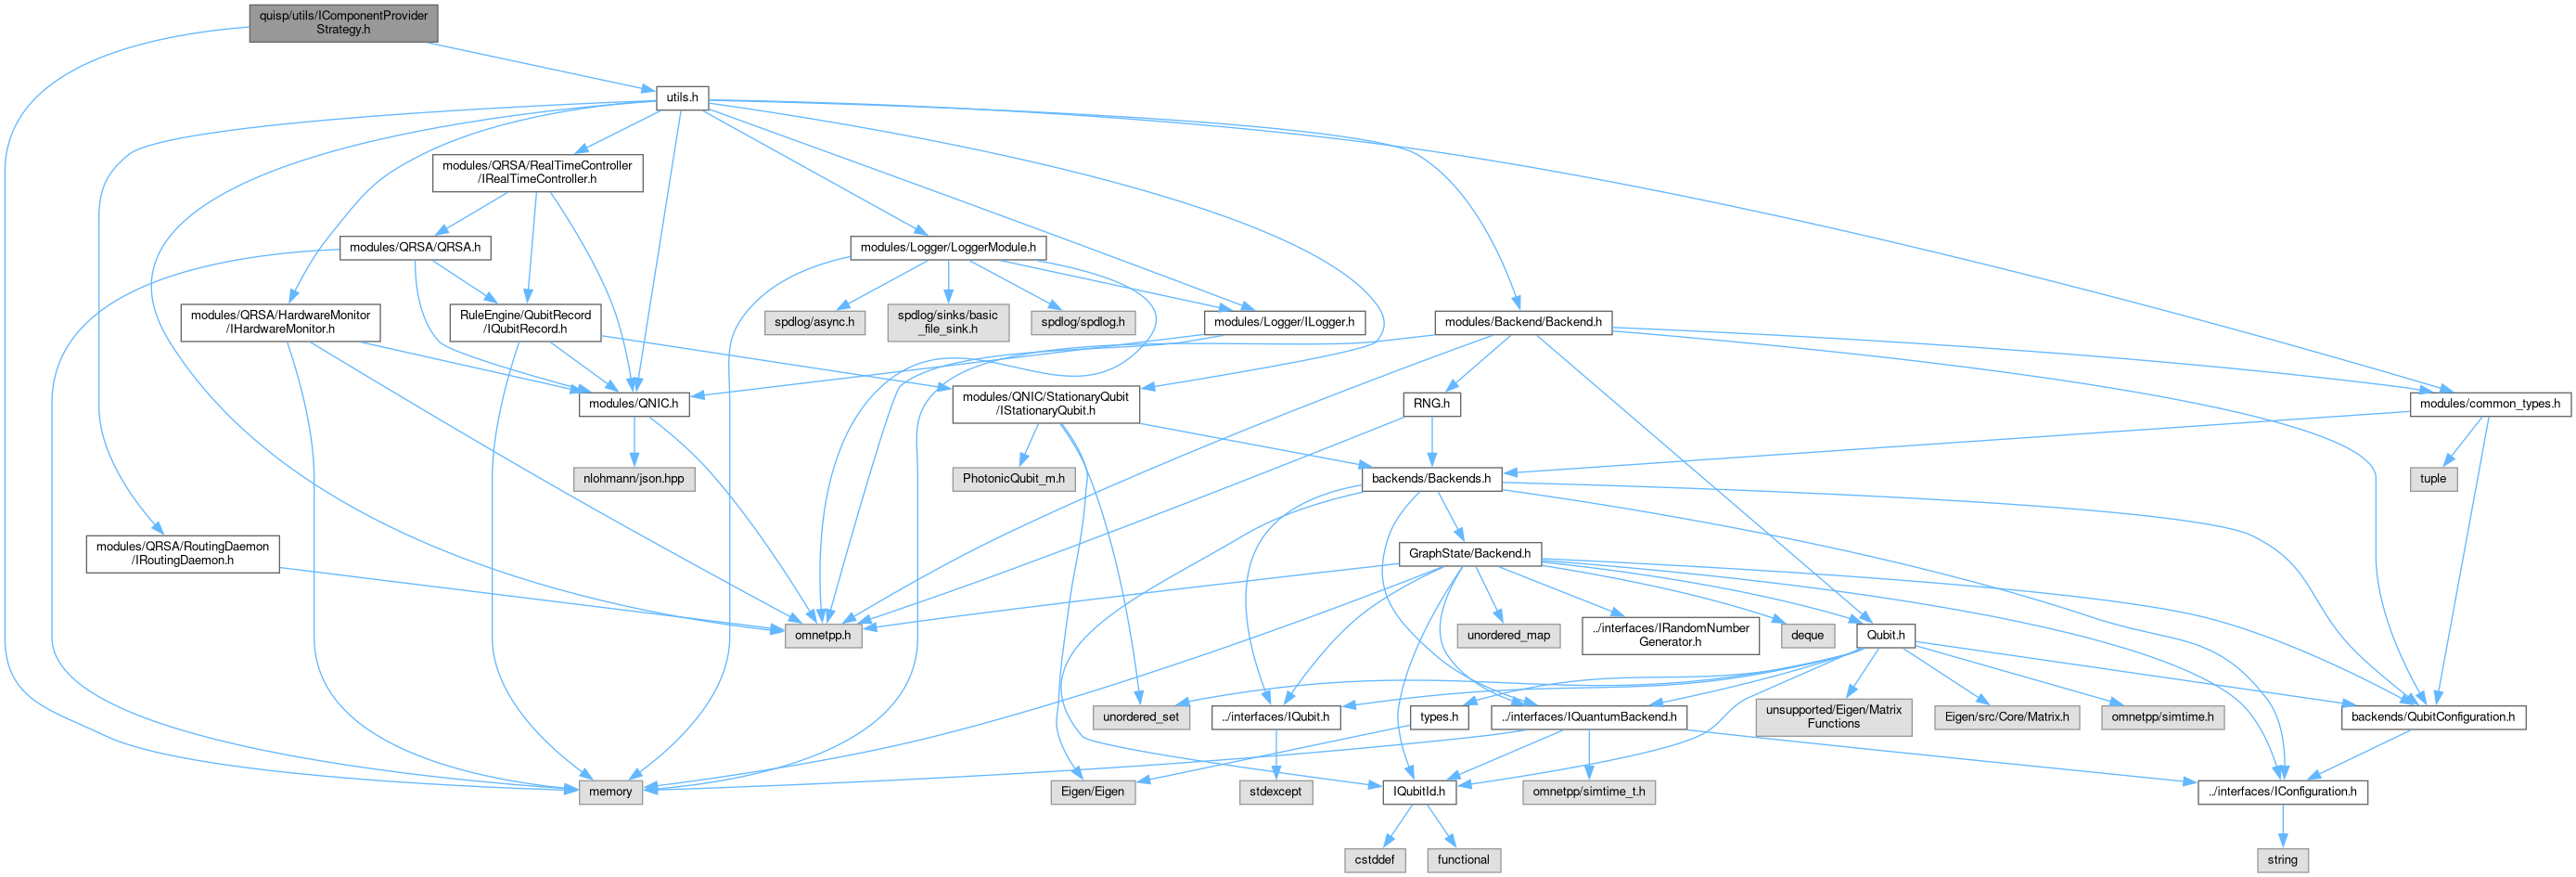 quisp/utils/IComponentProvider
Strategy.h
utils.h
modules/QRSA/RealTimeController
/IRealTimeController.h
modules/QRSA/QRSA.h
modules/Logger/LoggerModule.h
modules/QRSA/HardwareMonitor
/IHardwareMonitor.h
RuleEngine/QubitRecord
/IQubitRecord.h
spdlog/async.h
spdlog/sinks/basic
_file_sink.h
spdlog/spdlog.h
modules/Logger/ILogger.h
modules/Backend/Backend.h
modules/QNIC.h
modules/QNIC/StationaryQubit
/IStationaryQubit.h
RNG.h
modules/common_types.h
nlohmann/json.hpp
PhotonicQubit_m.h
backends/Backends.h
tuple
modules/QRSA/RoutingDaemon
/IRoutingDaemon.h
GraphState/Backend.h
omnetpp.h
unordered_map
../interfaces/IRandomNumber
Generator.h
deque
Qubit.h
unordered_set
../interfaces/IQubit.h
types.h
../interfaces/IQuantumBackend.h
unsupported/Eigen/Matrix
Functions
Eigen/src/Core/Matrix.h
omnetpp/simtime.h
backends/QubitConfiguration.h
memory
Eigen/Eigen
stdexcept
IQubitId.h
omnetpp/simtime_t.h
../interfaces/IConfiguration.h
cstddef
functional
string